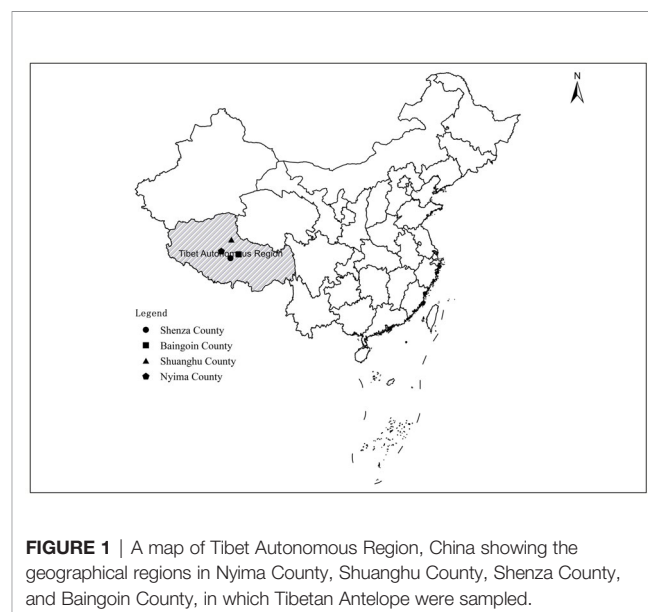 N
Tibet Autonomous Region
Legend
Shenza County
Baingoin County
Shuanghu County
Nyima County
FIGURE 1 | A map of Tibet Autonomous Region, China showing the
geographical regions in Nyima County, Shuanghu County, Shenza County,
and Baingoin County, in which Tibetan Antelope were sampled.